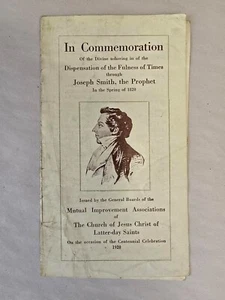 In Commemoration
Of the Divine ushering in of the
Dispensation of the Fulness of Times
through
Joseph Smith, the Prophet
In the Spring of 1820
Issued by the General Boards of the
Mutual Improvement Associations
of
The Church of Jesus Christ of
Latter-day Saints
On the occasion of the Centennial Celebration
1920